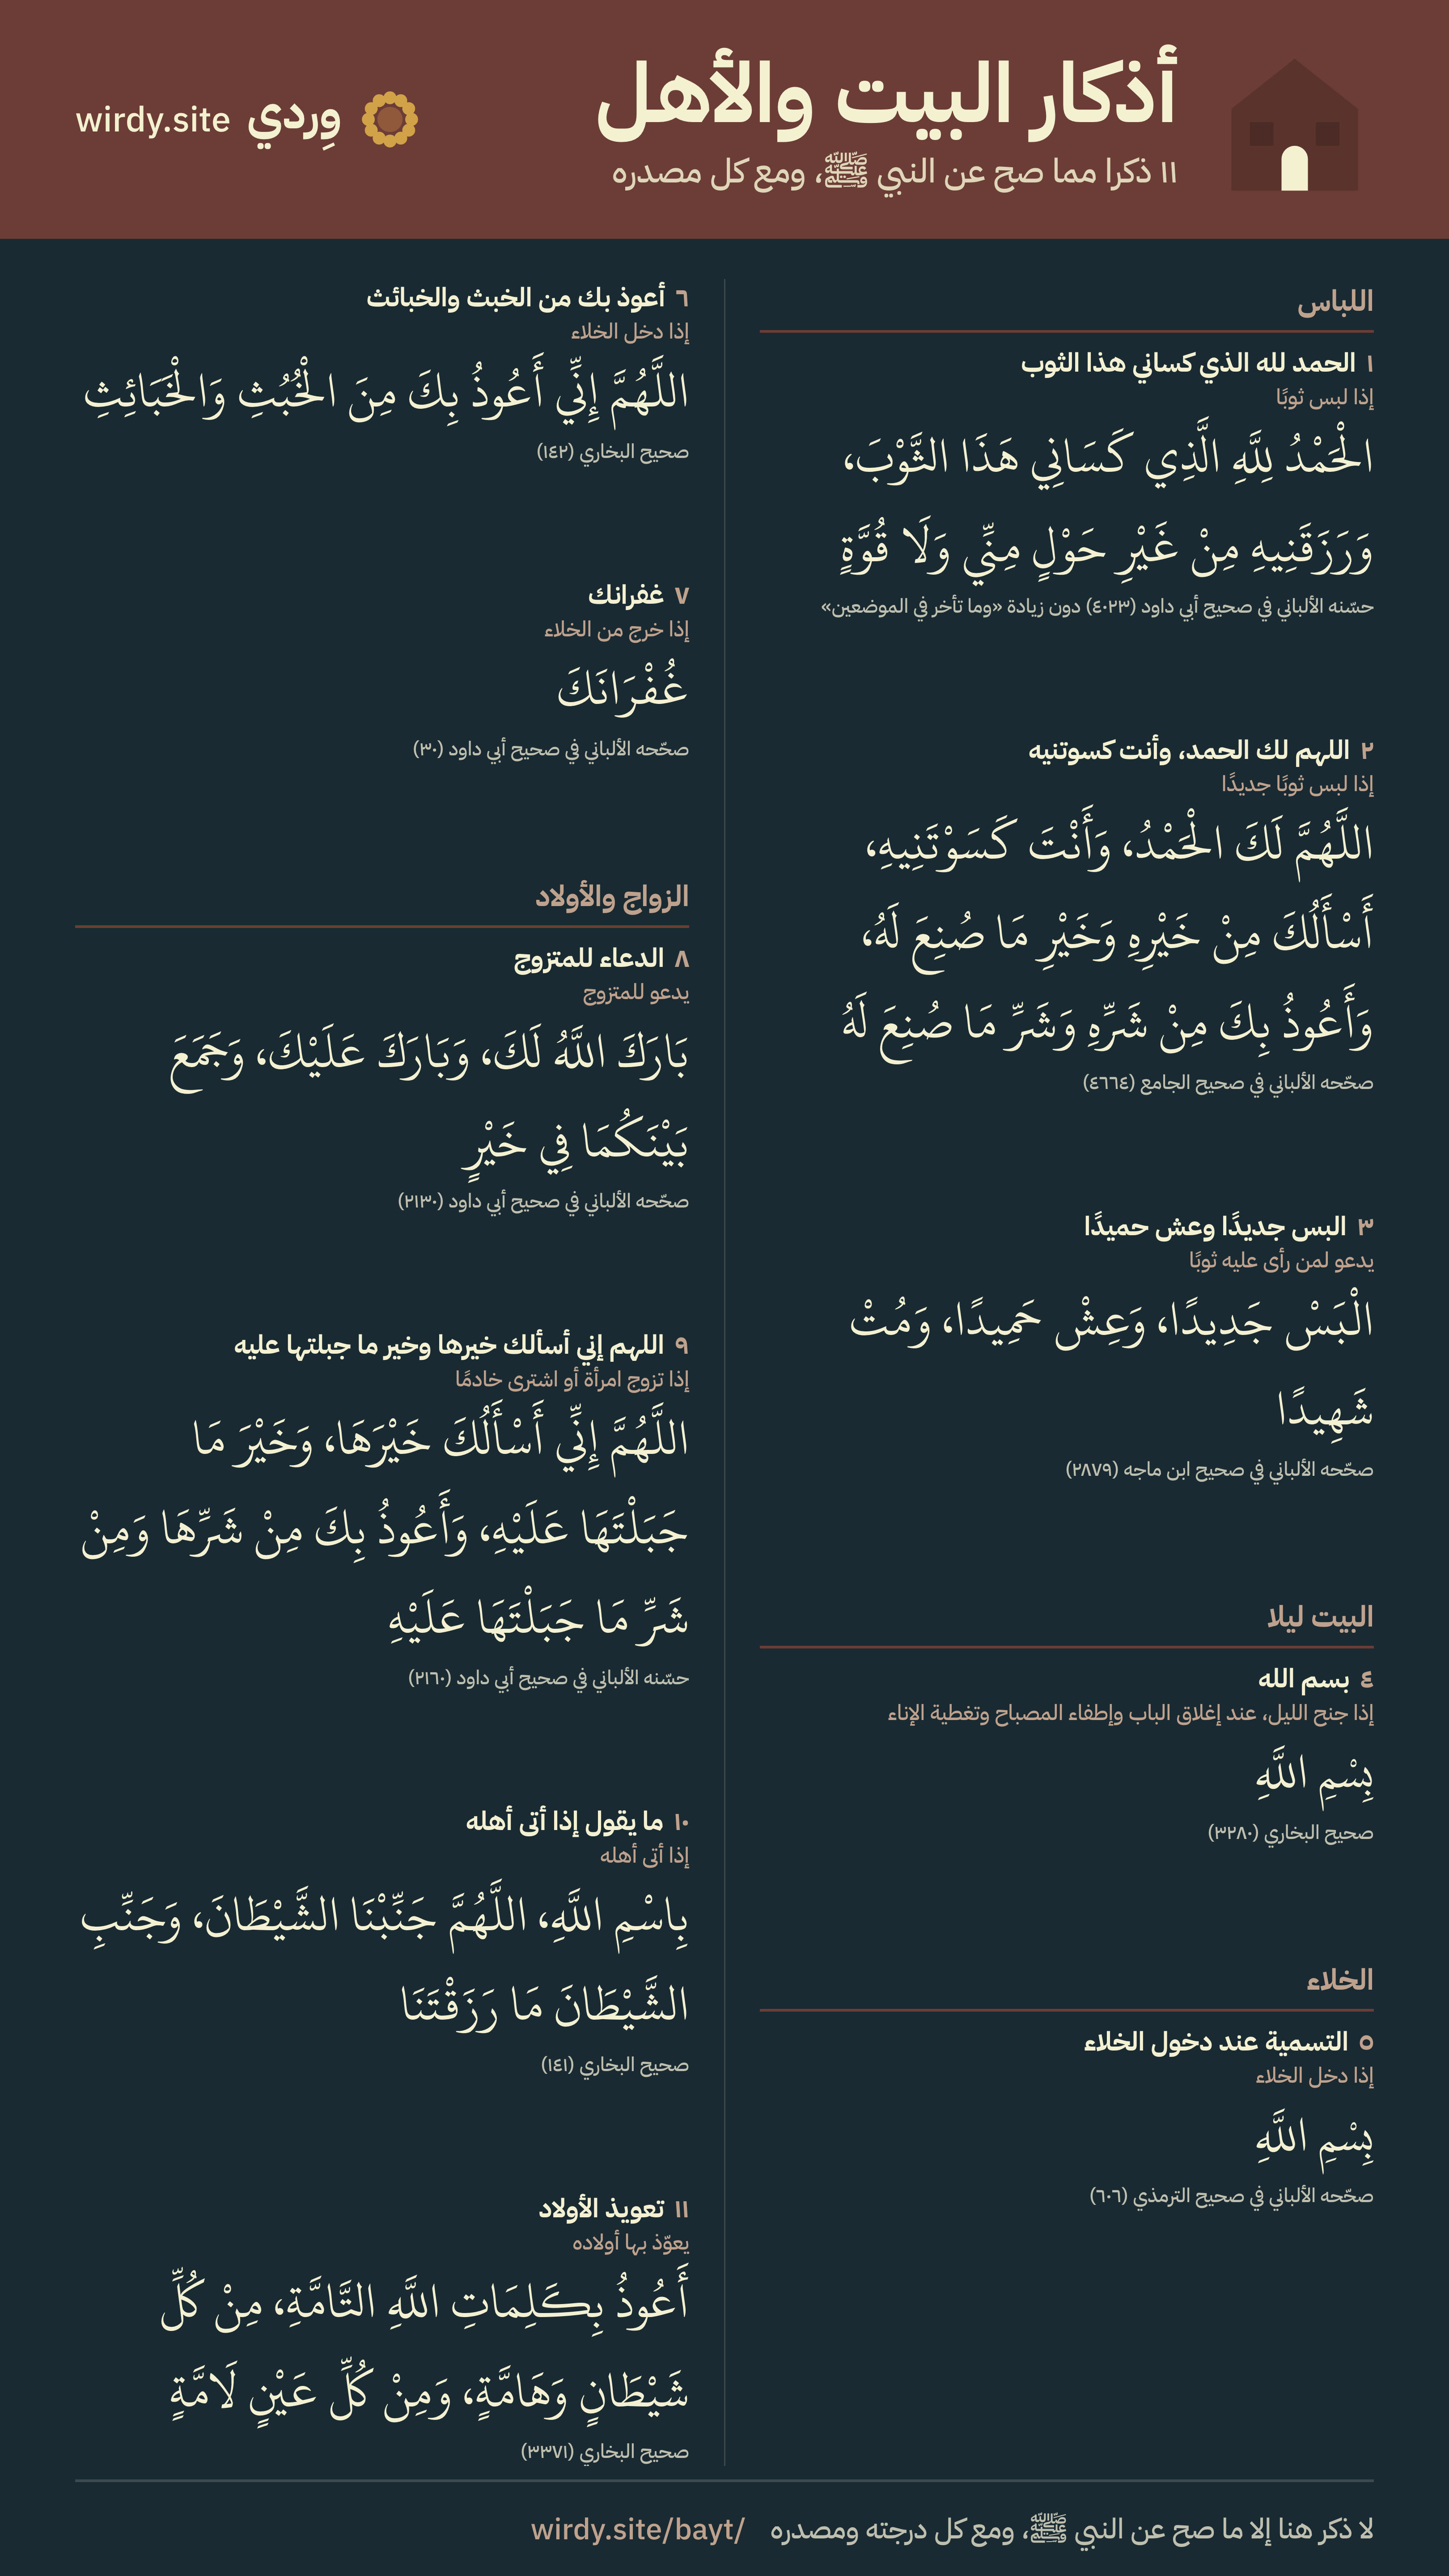 أذكار البيت والأهل
١١ ذكرا مما صح عن النبي ﷺ، ومع كل مصدره
وِردي wirdy.site
اللباس
١ الحمد لله الذي كساني هذا الثوب
إذا لبس ثوبًا
الْحَمْدُ لِلَّهِ الَّذِي كَسَانِي هَذَا الثَّوْبَ،
وَرَزَقَنِيهِ مِنْ غَيْرِ حَوْلٍ مِنِّي وَلَا قُوَّةٍ
حسّنه الألباني في صحيح أبي داود (٤٠٢٣) دون زيادة «وما تأخر في الموضعين»
٢ اللهم لك الحمد، وأنت كسوتنيه
إذا لبس ثوبًا جديدًا
اللَّهُمَّ لَكَ الْحَمْدُ، وَأَنْتَ كَسَوْتَنِيهِ،
أَسْأَلُكَ مِنْ خَيْرِهِ وَخَيْرِ مَا صُنِعَ لَهُ،
وَأَعُوذُ بِكَ مِنْ شَرِّهِ وَشَرِّ مَا صُنِعَ لَهُ
صحّحه الألباني في صحيح الجامع (٤٦٦٤)
٣ البس جديدًا وعش حميدًا
يدعو لمن رأى عليه ثوبًا
الْبَسْ جَدِيدًا، وَعِشْ حَمِيدًا، وَمُتْ
شَهِيدًا
صحّحه الألباني في صحيح ابن ماجه (٢٨٧٩)
البيت ليلا
٤ بسم الله
إذا جنح الليل، عند إغلاق الباب وإطفاء المصباح وتغطية الإناء
بِسْمِ اللَّهِ
صحيح البخاري (٣٢٨٠)
الخلاء
٥ التسمية عند دخول الخلاء
إذا دخل الخلاء
بِسْمِ اللَّهِ
صحّحه الألباني في صحيح الترمذي (٦٠٦)
٦ أعوذ بك من الخبث والخبائث
إذا دخل الخلاء
اللَّهُمَّ إِنِّي أَعُوذُ بِكَ مِنَ الْخُبُثِ وَالْخَبَائِثِ
صحيح البخاري (١٤٢)
٧ غفرانك
إذا خرج من الخلاء
غُفْرَانَكَ
صحّحه الألباني في صحيح أبي داود (٣٠)
الزواج والأولاد
٨ الدعاء للمتزوج
يدعو للمتزوج
بَارَكَ اللَّهُ لَكَ، وَبَارَكَ عَلَيْكَ، وَجَمَعَ
بَيْنَكُمَا فِي خَيْرٍ
صحّحه الألباني في صحيح أبي داود (٢١٣٠)
٩ اللهم إني أسألك خيرها وخير ما جبلتها عليه
إذا تزوج امرأة أو اشترى خادمًا
اللَّهُمَّ إِنِّي أَسْأَلُكَ خَيْرَهَا، وَخَيْرَ مَا
جَبَلْتَهَا عَلَيْهِ، وَأَعُوذُ بِكَ مِنْ شَرِّهَا وَمِنْ
شَرِّ مَا جَبَلْتَهَا عَلَيْهِ
حسّنه الألباني في صحيح أبي داود (٢١٦٠)
١٠ ما يقول إذا أتى أهله
إذا أتى أهله
بِاسْمِ اللَّهِ، اللَّهُمَّ جَنِّبْنَا الشَّيْطَانَ، وَجَنِّبِ
الشَّيْطَانَ مَا رَزَقْتَنَا
صحيح البخاري (١٤١)
١١ تعويذ الأولاد
يعوّذ بها أولاده
أَعُوذُ بِكَلِمَاتِ اللَّهِ التَّامَّةِ، مِنْ كُلِّ
شَيْطَانٍ وَهَامَّةٍ، وَمِنْ كُلِّ عَيْنٍ لَامَّةٍ
صحيح البخاري (٣٣٧١)
لا ذكر هنا إلا ما صح عن النبي ﷺ، ومع كل درجته ومصدره wirdy.site/bayt/